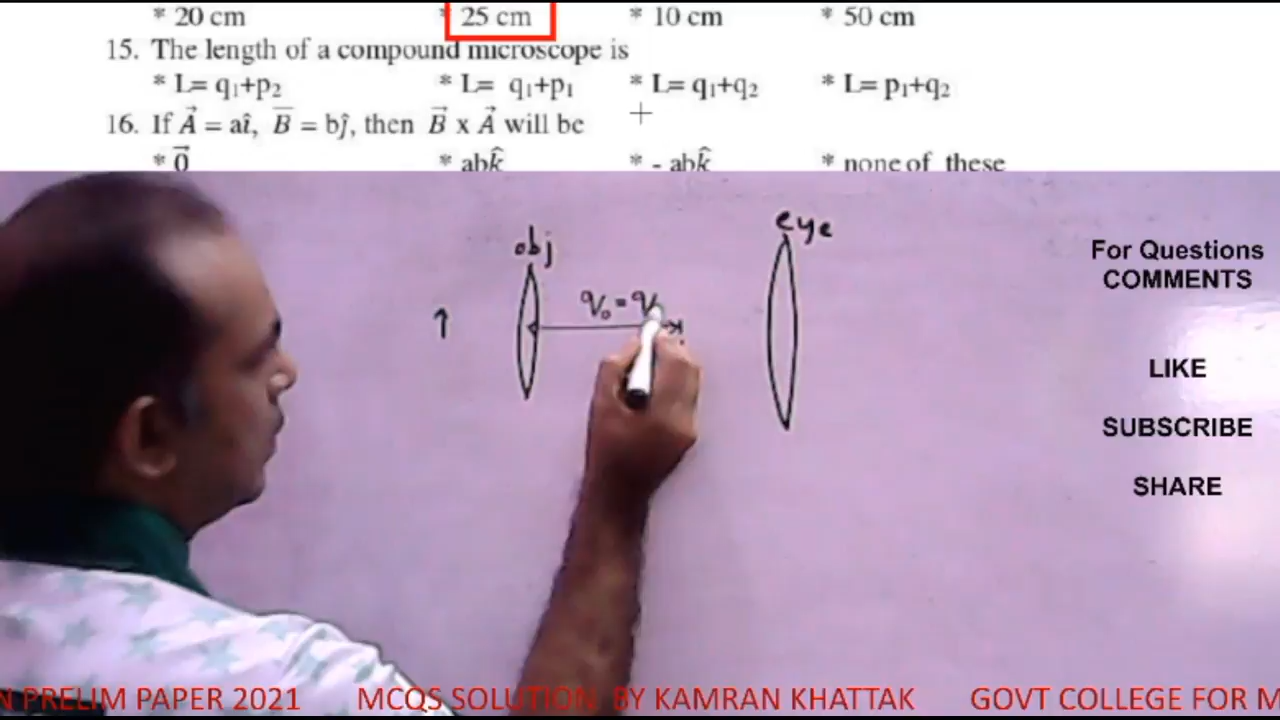 * 20 cm * 25 cm * 10 cm * 50 cm
15. The length of a compound microscope is
* L= q₁+p₂ * L= q₁+p₁ * L= q₁+q₂ * L= p₁+q₂
16. If A⃗ = aî, B̅ = bĵ, then B⃗ x A⃗ will be
* 0⃗ * abk̂ * - abk̂ * none of these
obj
eye
q₀ = q
For Questions
COMMENTS
LIKE
SUBSCRIBE
SHARE
N PRELIM PAPER 2021 MCQS SOLUTION BY KAMRAN KHATTAK GOVT COLLEGE FOR M